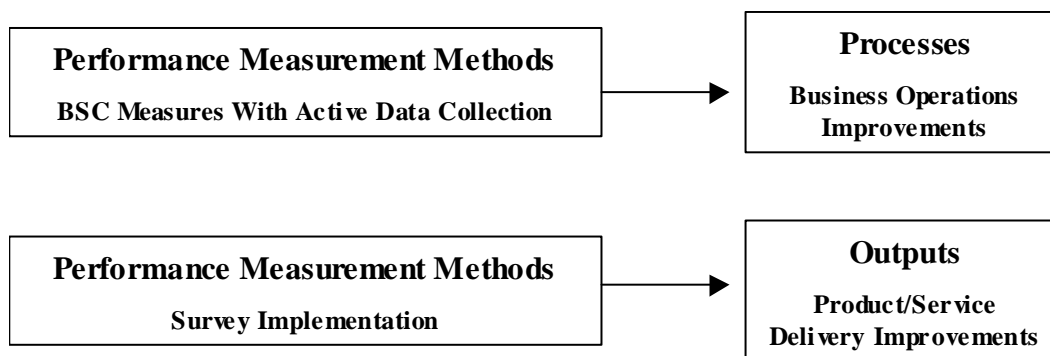 Performance Measurement Methods
BSC Measures With Active Data Collection
Processes
Business Operations
Improvements
Performance Measurement Methods
Survey Implementation
Outputs
Product/Service
Delivery Improvements